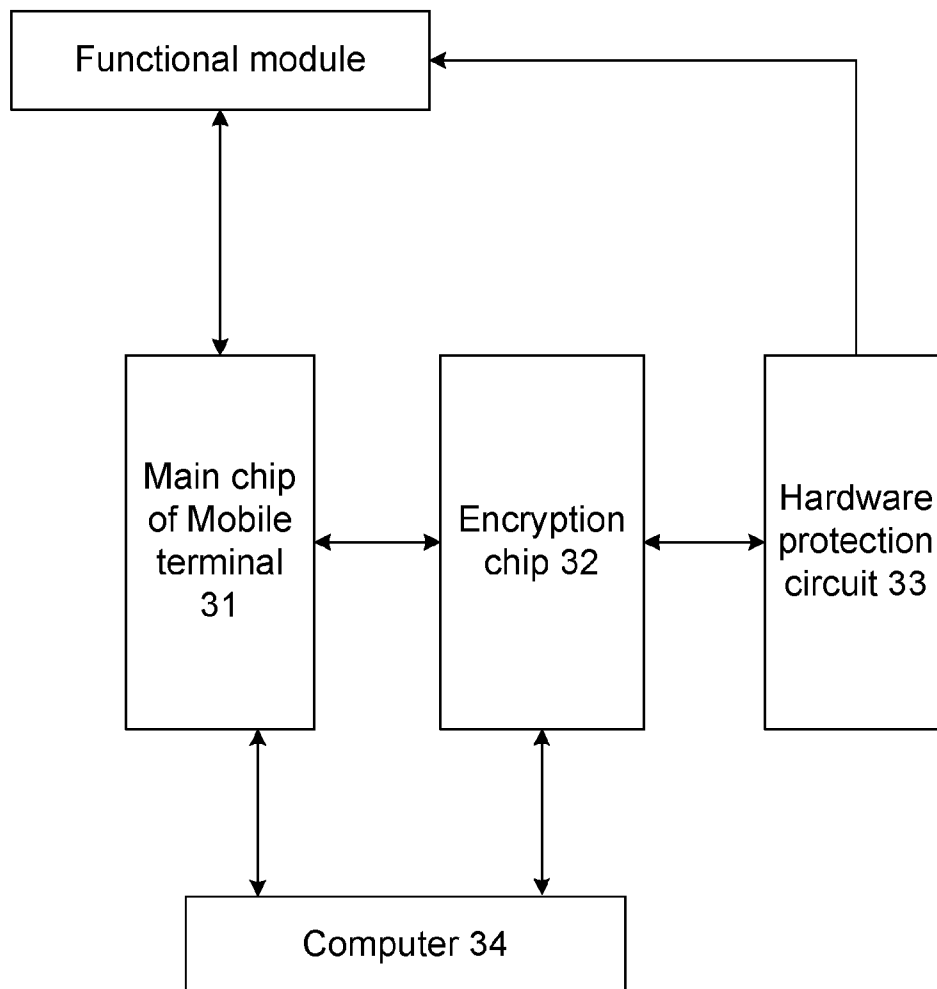 Functional module
Main chip
of Mobile
terminal
31
Encryption
chip 32
Hardware
protection
circuit 33
Computer 34